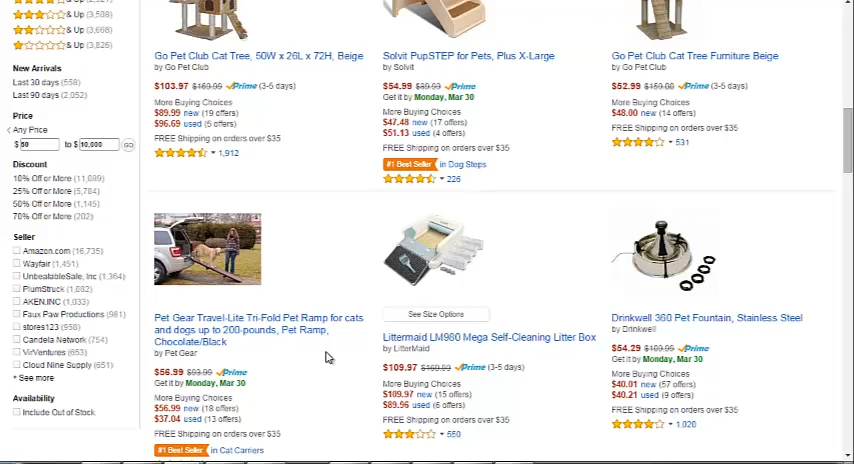 & Up (3,508)
& Up (3,668)
& Up (3,826)
New Arrivals
Last 30 days (558)
Last 90 days (2,052)
Price
Any Price
$ 50 to $ 10,000 GO
Discount
10% Off or More (11,089)
25% Off or More (5,784)
50% Off or More (1,145)
70% Off or More (202)
Seller
Amazon.com (16,735)
Wayfair (1,451)
UnbeatableSale, Inc (1,364)
PlumStruck (1,082)
AKEN.INC (1,033)
Faux Paw Productions (981)
stores123 (958)
Candela Network (754)
VirVentures (653)
Cloud Nine Supply (651)
+ See more
Availability
Include Out of Stock
Go Pet Club Cat Tree, 50W x 26L x 72H, Beige
by Go Pet Club
$103.97 $169.99 Prime (3-5 days)
More Buying Choices
$89.99 new (19 offers)
$96.69 used (5 offers)
FREE Shipping on orders over $35
1,912
Solvit PupSTEP for Pets, Plus X-Large
by Solvit
$54.99 $89.99 Prime
Get it by Monday, Mar 30
More Buying Choices
$47.48 new (17 offers)
$51.13 used (4 offers)
FREE Shipping on orders over $35
#1 Best Seller in Dog Steps
226
Go Pet Club Cat Tree Furniture Beige
by Go Pet Club
$52.99 $159.00 Prime (3-5 days)
More Buying Choices
$48.00 new (14 offers)
FREE Shipping on orders over $35
531
Pet Gear Travel-Lite Tri-Fold Pet Ramp for cats
and dogs up to 200-pounds, Pet Ramp,
Chocolate/Black
by Pet Gear
$56.99 $93.99 Prime
Get it by Monday, Mar 30
More Buying Choices
$56.99 new (18 offers)
$37.04 used (13 offers)
FREE Shipping on orders over $35
#1 Best Seller in Cat Carriers
See Size Options
Littermaid LM980 Mega Self-Cleaning Litter Box
by LitterMaid
$109.97 $169.99 Prime (3-5 days)
More Buying Choices
$109.97 new (15 offers)
$89.96 used (6 offers)
FREE Shipping on orders over $35
550
Drinkwell 360 Pet Fountain, Stainless Steel
by Drinkwell
$54.29 $109.99 Prime
Get it by Monday, Mar 30
More Buying Choices
$40.01 new (57 offers)
$40.21 used (9 offers)
FREE Shipping on orders over $35
1,020